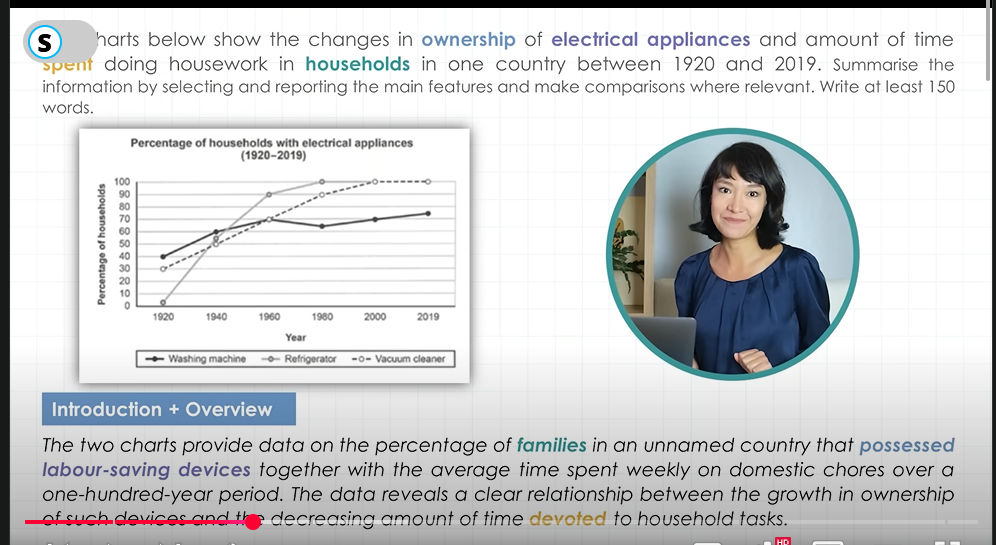 S
harts below show the changes in ownership of electrical appliances and amount of time
spent doing housework in households in one country between 1920 and 2019. Summarise the
information by selecting and reporting the main features and make comparisons where relevant. Write at least 150
words.
Percentage of households with electrical appliances
(1920–2019)
Percentage of households
100
90
80
70
60
50
40
30
20
10
0
1920 1940 1960 1980 2000 2019
Year
Washing machine Refrigerator Vacuum cleaner
Introduction + Overview
The two charts provide data on the percentage of families in an unnamed country that possessed
labour-saving devices together with the average time spent weekly on domestic chores over a
one-hundred-year period. The data reveals a clear relationship between the growth in ownership
of such devices and the decreasing amount of time devoted to household tasks.
HD